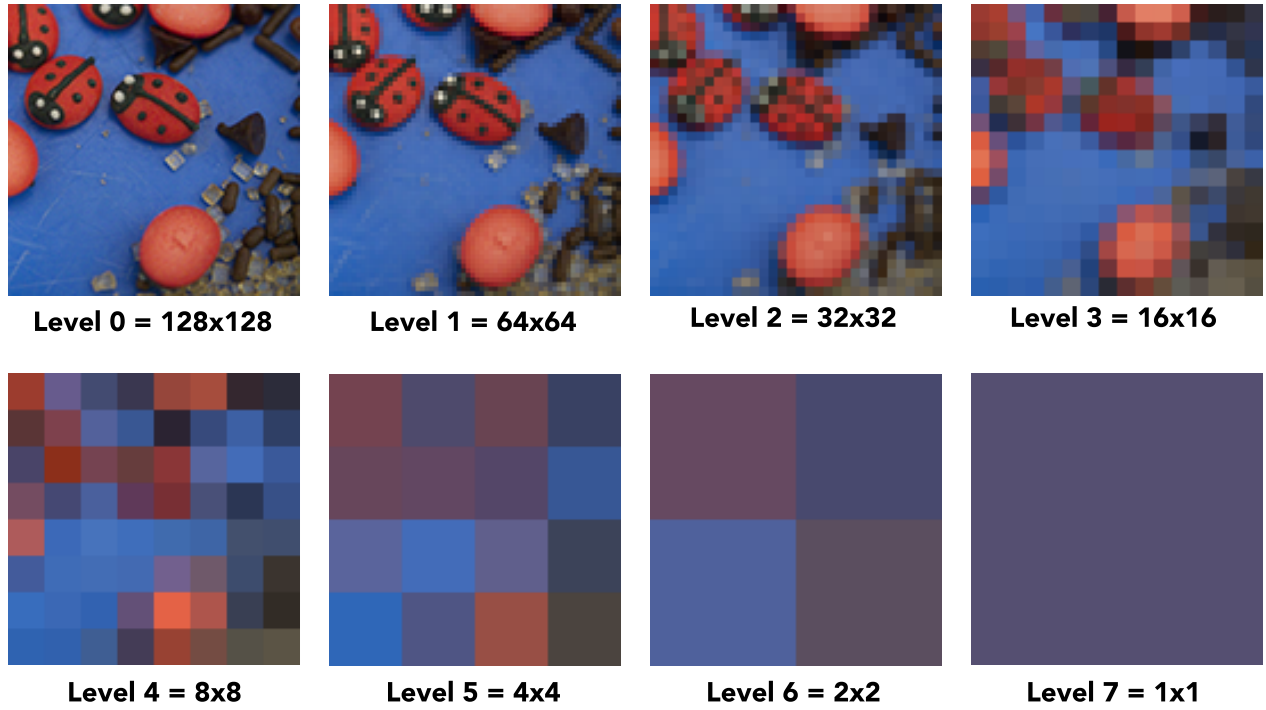 Level 0 = 128x128
Level 1 = 64x64
Level 2 = 32x32
Level 3 = 16x16
Level 4 = 8x8
Level 5 = 4x4
Level 6 = 2x2
Level 7 = 1x1